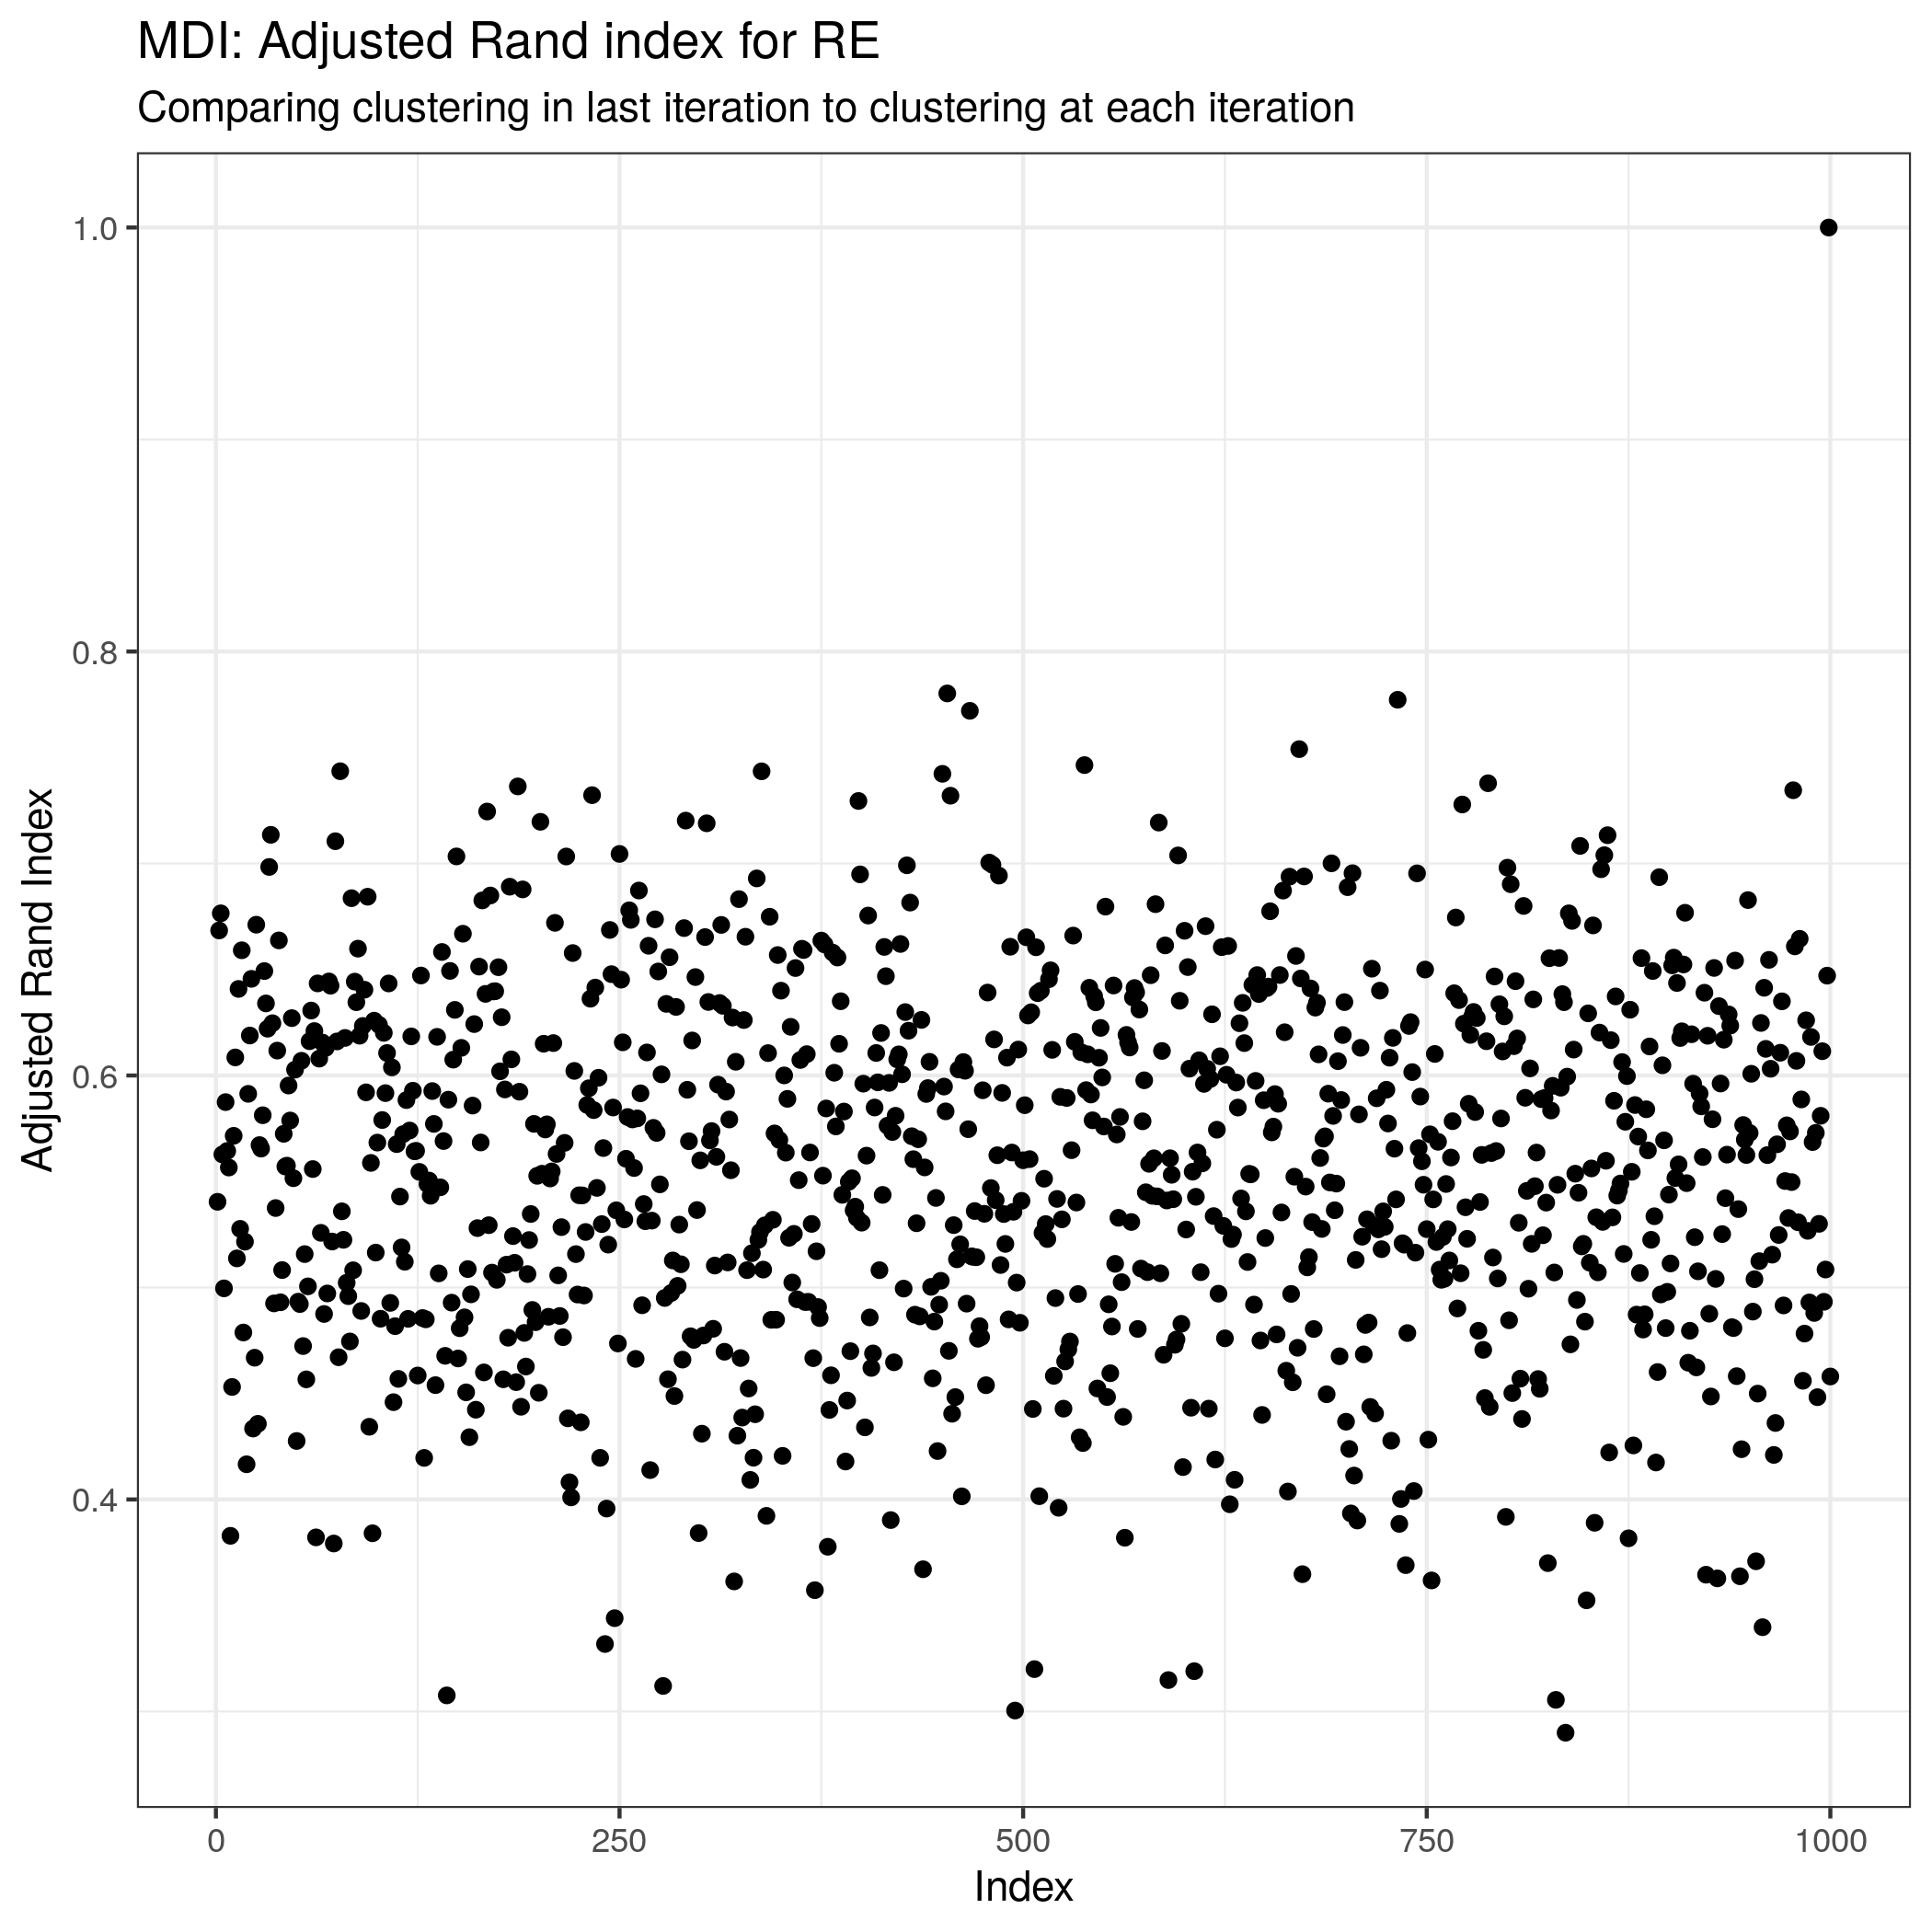 MDI: Adjusted Rand index for RE
Comparing clustering in last iteration to clustering at each iteration
Adjusted Rand Index
1.0
0.8
0.6
0.4
0 250 500 750 1000
Index